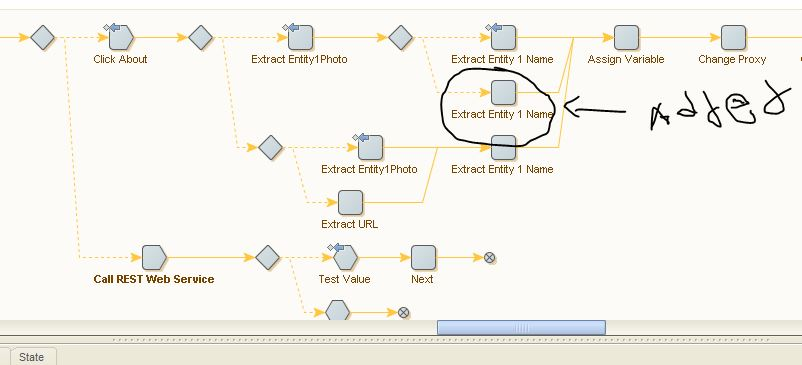 Click About
Extract Entity1Photo
Extract Entity 1 Name
Assign Variable
Change Proxy
Extract Entity 1 Name
Added
Extract Entity1Photo
Extract Entity 1 Name
Extract URL
Call REST Web Service
Test Value
Next
State